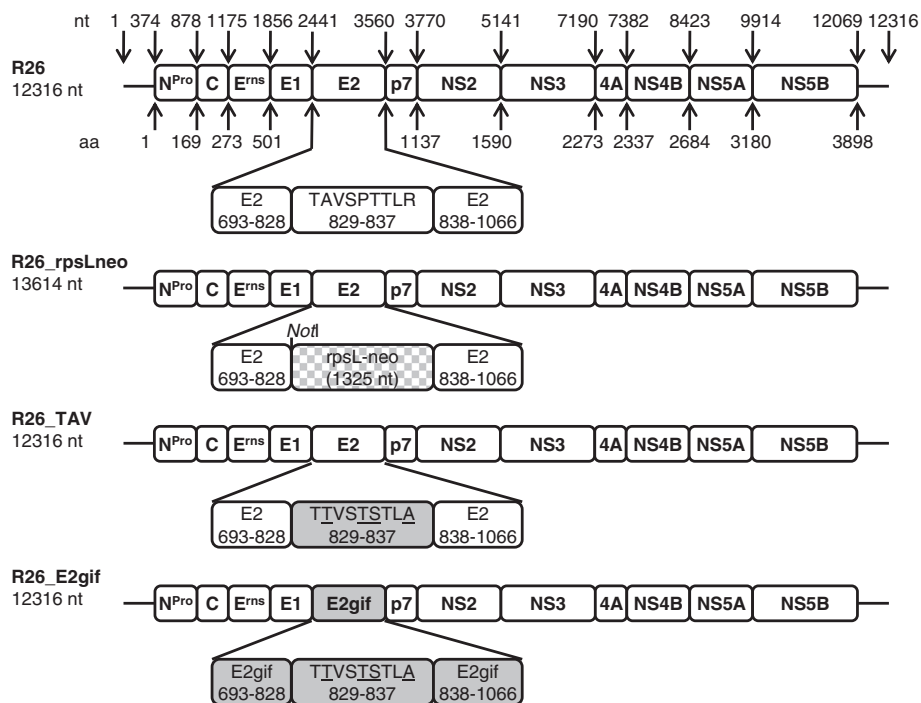 nt 1 374 878 1175 1856 2441 3560 3770 5141 7190 7382 8423 9914 12069 12316
R26
12316 nt
NPro C Erns E1 E2 p7 NS2 NS3 4A NS4B NS5A NS5B
aa 1 169 273 501 1137 1590 2273 2337 2684 3180 3898
E2 TAVSPTTLR E2
693-828 829-837 838-1066
R26_rpsLneo
13614 nt
NPro C Erns E1 E2 p7 NS2 NS3 4A NS4B NS5A NS5B
NotI
E2 rpsL-neo E2
693-828 (1325 nt) 838-1066
R26_TAV
12316 nt
NPro C Erns E1 E2 p7 NS2 NS3 4A NS4B NS5A NS5B
E2 TTVSTSTLA E2
693-828 829-837 838-1066
R26_E2gif
12316 nt
NPro C Erns E1 E2gif p7 NS2 NS3 4A NS4B NS5A NS5B
E2gif TTVSTSTLA E2gif
693-828 829-837 838-1066